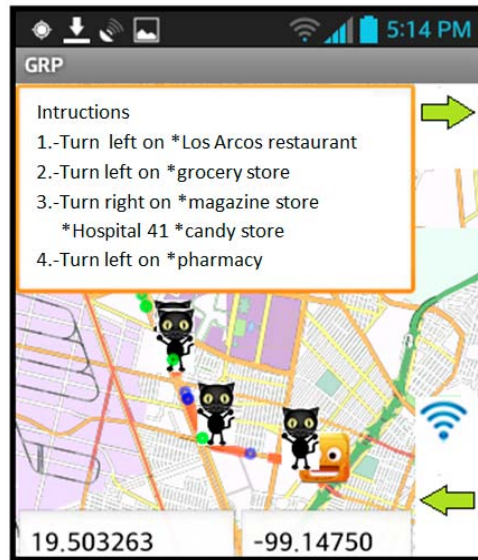 5:14 PM
GRP
Intructions
1.-Turn left on *Los Arcos restaurant
2.-Turn left on *grocery store
3.-Turn right on *magazine store
*Hospital 41 *candy store
4.-Turn left on *pharmacy
19.503263
-99.14750